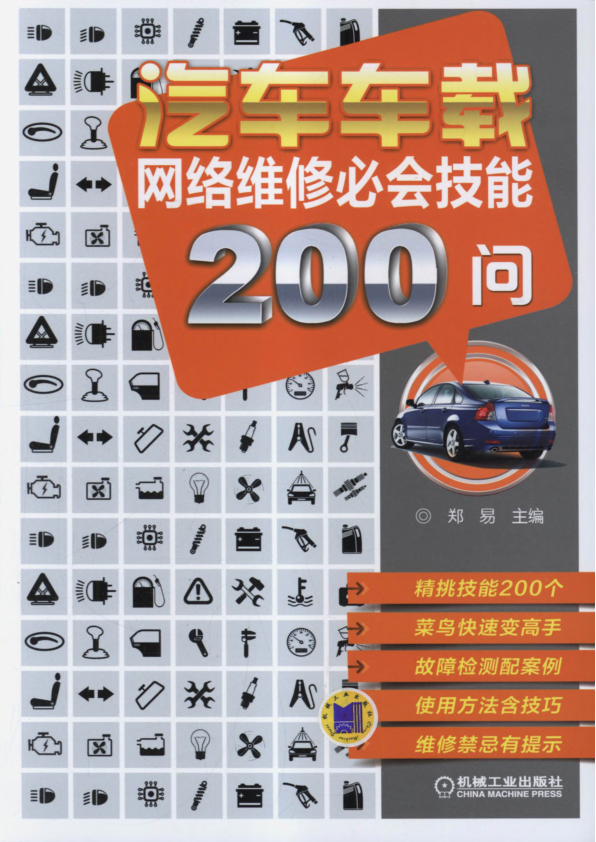 汽车车载
网络维修必会技能
200问
◎ 郑 易 主编
精挑技能200个
菜鸟快速变高手
故障检测配案例
使用方法含技巧
维修禁忌有提示
机械工业出版社
CHINA MACHINE PRESS